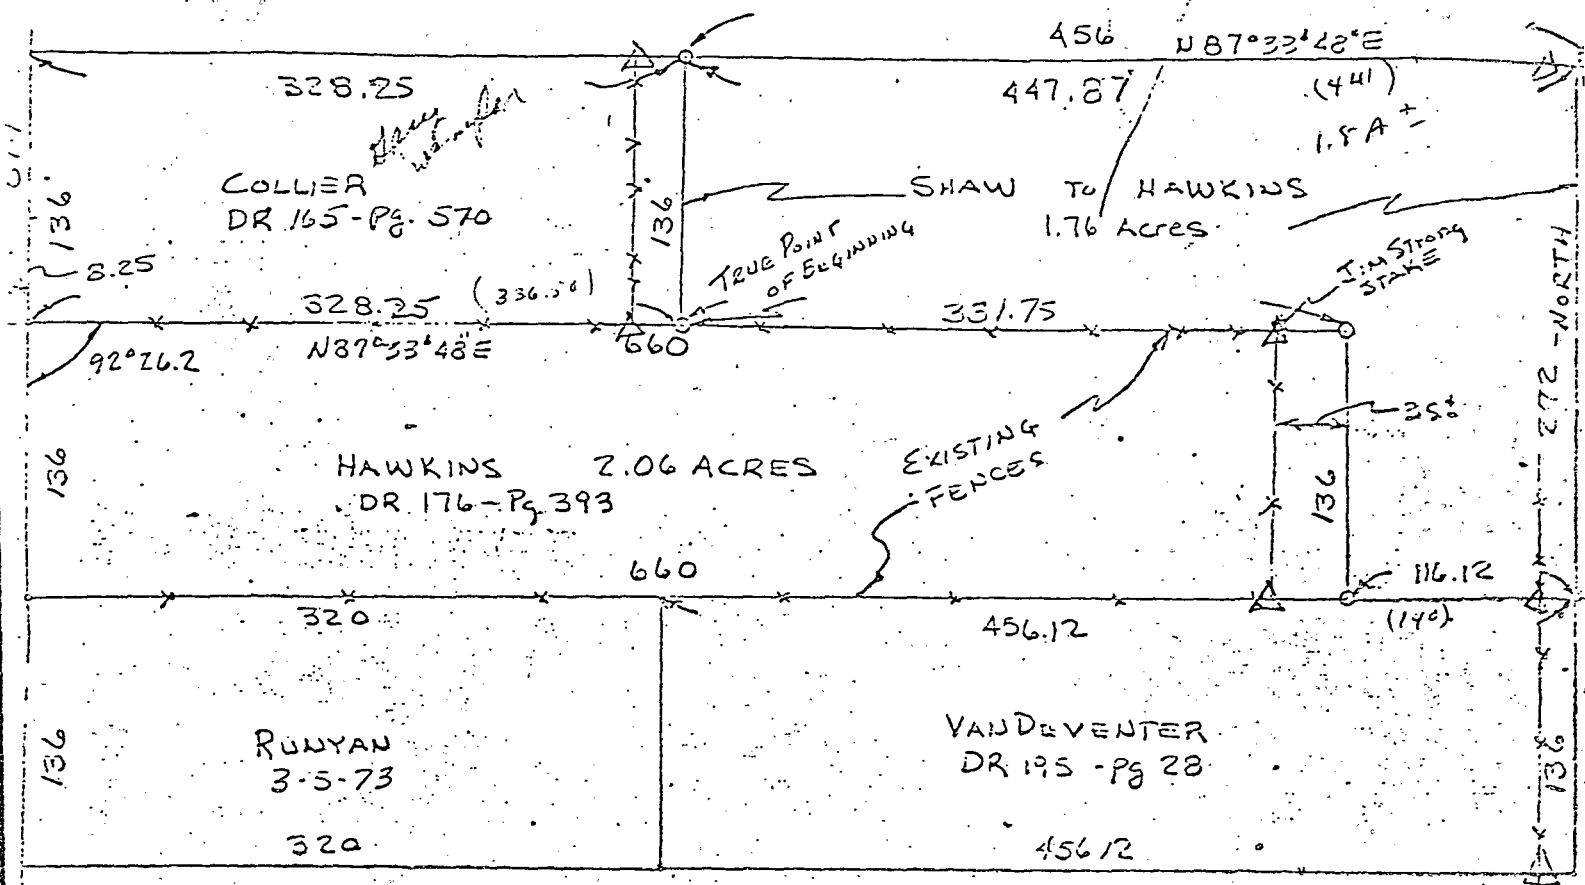 456 N87°33'48"E
328.25
447.87'
(441)
1.8 A ±
COLLIER
DR 165-Pg. 570
136
136
SHAW TO HAWKINS
1.76 Acres
8.25
TRUE POINT
OF BEGINNING
TIM STRONG
STAKE
328.25
(336.50)
331.75
N87°33'48"E
660
92°26.2
272 - NORTH
35±
EXISTING
FENCES
136
HAWKINS 2.06 ACRES
DR 176-Pg 393
136
660
116.12
320
456.12
(140)
136
RUNYAN
3-5-73
VANDEVENTER
DR 195 - Pg 28
136
320
456 12